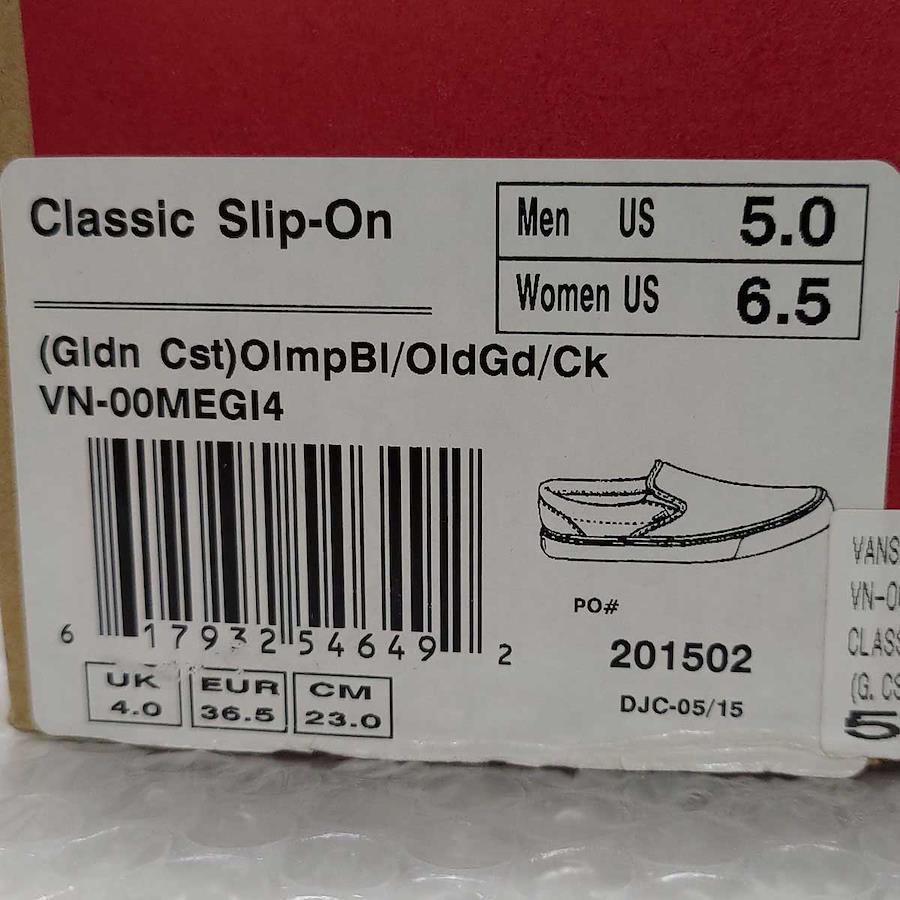 Classic Slip-On
Men US 5.0
Women US 6.5
(Gldn Cst)OlmpBl/OldGd/Ck
VN-00MEGI4
6 17932 54649 2
PO#
201502
DJC-05/15
UK
4.0
EUR
36.5
CM
23.0
VANS
VN-0
CLASS
(G. CS
5